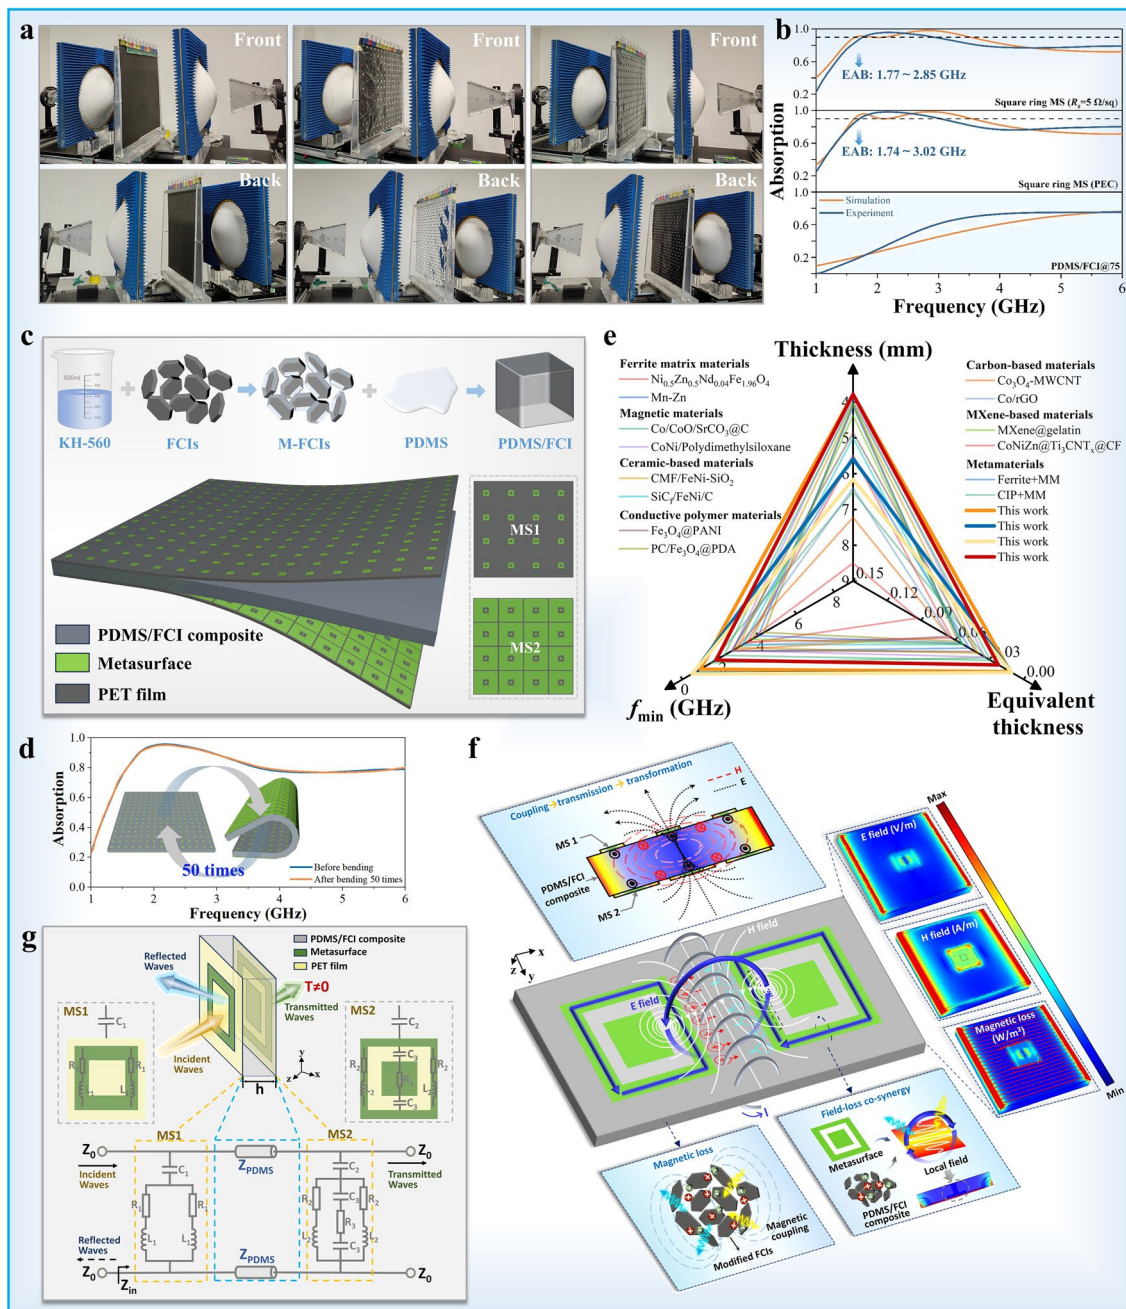 a
Front
Front
Front
Back
Back
Back
b
Absorption
1.0
0.6
0.2
EAB: 1.77 ~ 2.85 GHz
Square ring MS (Rs=5 Ω/sq)
1.0
0.6
0.2
EAB: 1.74 ~ 3.02 GHz
Square ring MS (PEC)
1.0
0.6
0.2
Simulation
Experiment
PDMS/FCI@75
1 2 3 4 5 6
Frequency (GHz)
c
500ml
KH-560
FCIs
M-FCIs
PDMS
PDMS/FCI
MS1
MS2
PDMS/FCI composite
Metasurface
PET film
d
Absorption
1.0
0.8
0.6
0.4
0.2
0.0
50 times
Before bending
After bending 50 times
1 2 3 4 5 6
Frequency (GHz)
e
Thickness (mm)
Ferrite matrix materials
Ni0.5Zn0.5Nd0.04Fe1.96O4
Mn-Zn
Magnetic materials
Co/CoO/SrCO3@C
CoNi/Polydimethylsiloxane
Ceramic-based materials
CMF/FeNi-SiO2
SiCf/FeNi/C
Conductive polymer materials
Fe3O4@PANI
PC/Fe3O4@PDA
Carbon-based materials
Co3O4-MWCNT
Co/rGO
MXene-based materials
MXene@gelatin
CoNiZn@Ti3CNTx@CF
Metamaterials
Ferrite+MM
CIP+MM
This work
This work
This work
This work
4
5
6
7
8
9
0.15
0.12
0.09
03
0.00
8
6
4
2
0
fmin (GHz)
Equivalent
thickness
f
Coupling→transmission→transformation
H
E
MS 1
PDMS/FCI
composite
MS 2
x
z
y
E field
H field
I
E field (V/m)
H field (A/m)
Magnetic loss
(W/m³)
Max
Min
Magnetic loss
Magnetic
coupling
Modified FCIs
Field-loss co-synergy
Metasurface
Local field
PDMS/FCI
composite
g
PDMS/FCI composite
Metasurface
PET film
Reflected
Waves
T≠0
Transmitted
Waves
Incident
Waves
h
y
z
x
MS1
C1
R1
R1
L1
L1
MS2
C2
R2
R2
C3
R3
C3
L2
L2
MS1
MS2
Z0
ZPDMS
Z0
Incident
Waves
Transmitted
Waves
C1
R1
R1
L1
L1
C2
R2
R2
C3
R3
C3
L2
L2
Reflected
Waves
Z0
Zin
ZPDMS
Z0